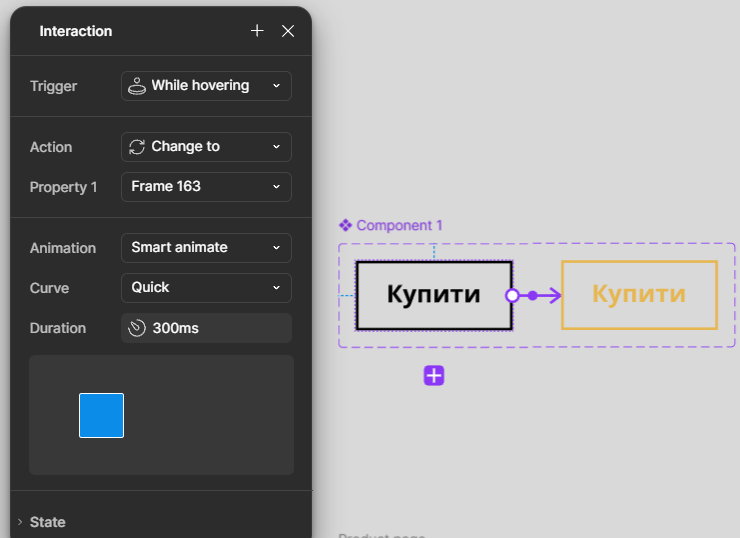 Interaction
Trigger
While hovering
Action
Change to
Property 1
Frame 163
Animation
Smart animate
Curve
Quick
Duration
300ms
State
Component 1
Купити
Купити